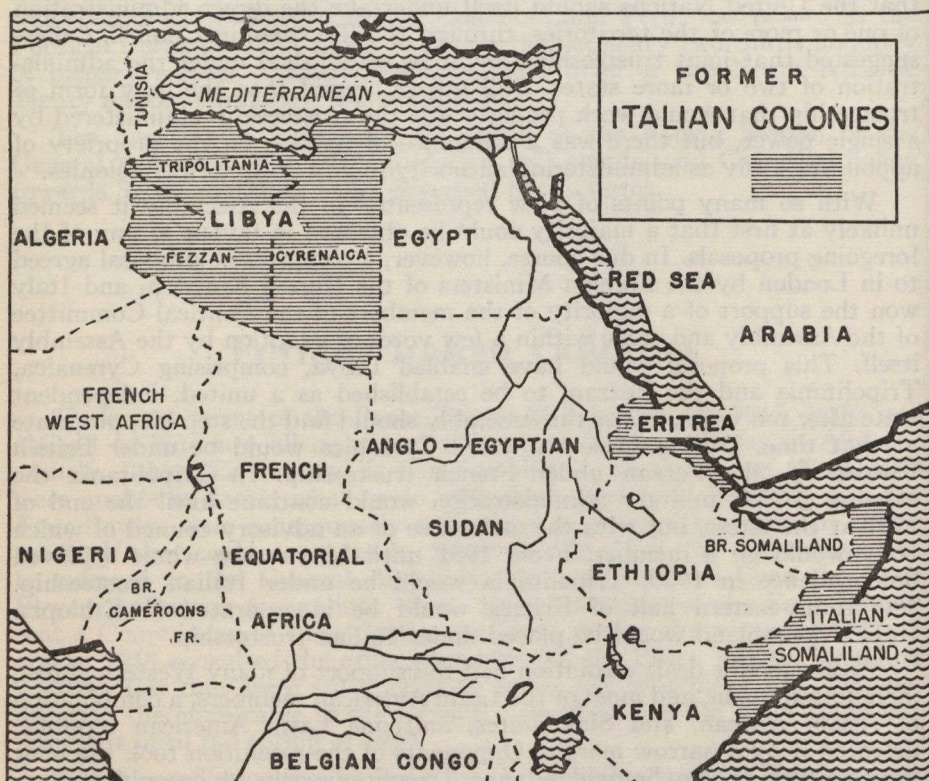 FORMER
ITALIAN COLONIES
TUNISIA
MEDITERRANEAN
TRIPOLITANIA
LIBYA
ALGERIA
EGYPT
FEZZAN
CYRENAICA
RED SEA
ARABIA
FRENCH
WEST AFRICA
ERITREA
ANGLO - EGYPTIAN
FRENCH
SUDAN
NIGERIA
EQUATORIAL
BR. SOMALILAND
ETHIOPIA
BR.
CAMEROONS
FR.
AFRICA
ITALIAN
SOMALILAND
KENYA
BELGIAN CONGO